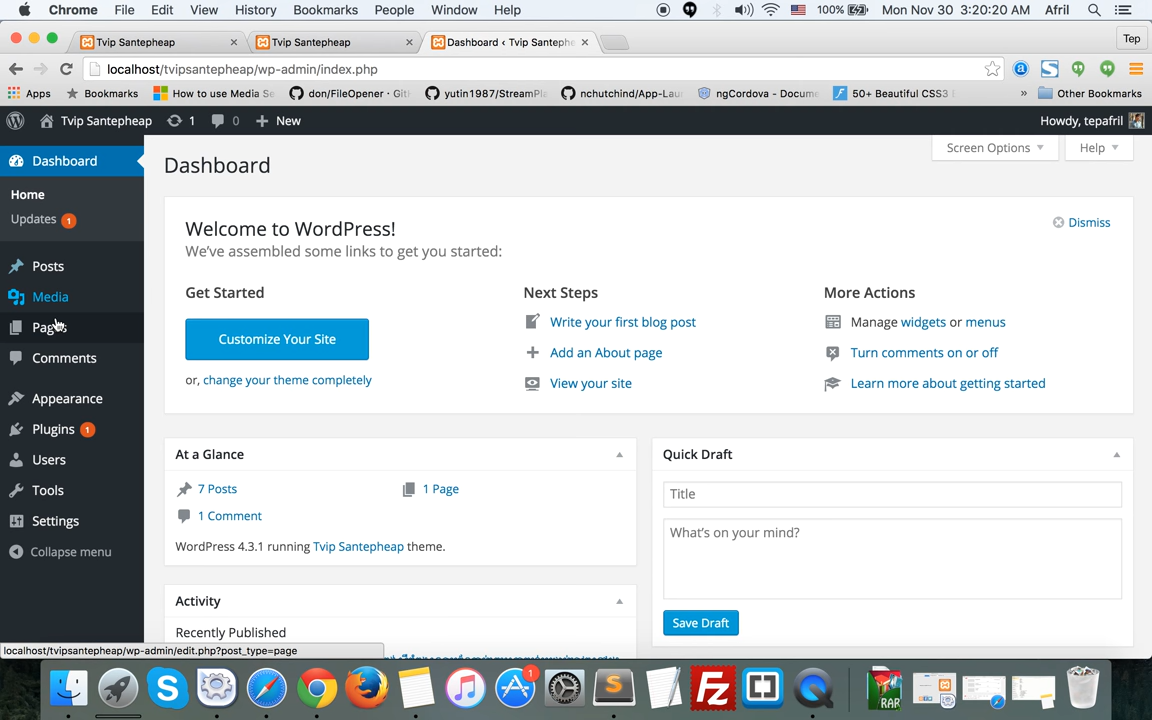 Chrome File Edit View History Bookmarks People Window Help 100% Mon Nov 30 3:20:20 AM Afril
Tvip Santepheap Tvip Santepheap Dashboard ‹ Tvip Santephe Tep
localhost/tvipsantepheap/wp-admin/index.php
Apps Bookmarks How to use Media Se don/FileOpener · Git yutin1987/StreamPla nchutchind/App-Lau ngCordova - Docume 50+ Beautiful CSS3 » Other Bookmarks
Tvip Santepheap 1 0 New Howdy, tepafril
Dashboard
Home
Updates 1
Posts
Media
Pages
Comments
Appearance
Plugins 1
Users
Tools
Settings
Collapse menu
Screen Options Help
Dashboard
Welcome to WordPress!
We've assembled some links to get you started:
Dismiss
Get Started
Customize Your Site
or, change your theme completely
Next Steps
Write your first blog post
Add an About page
View your site
More Actions
Manage widgets or menus
Turn comments on or off
Learn more about getting started
At a Glance
7 Posts 1 Page
1 Comment
WordPress 4.3.1 running Tvip Santepheap theme.
Activity
Recently Published
Quick Draft
Title
What's on your mind?
Save Draft
localhost/tvipsantepheap/wp-admin/edit.php?post_type=page
1
RAR